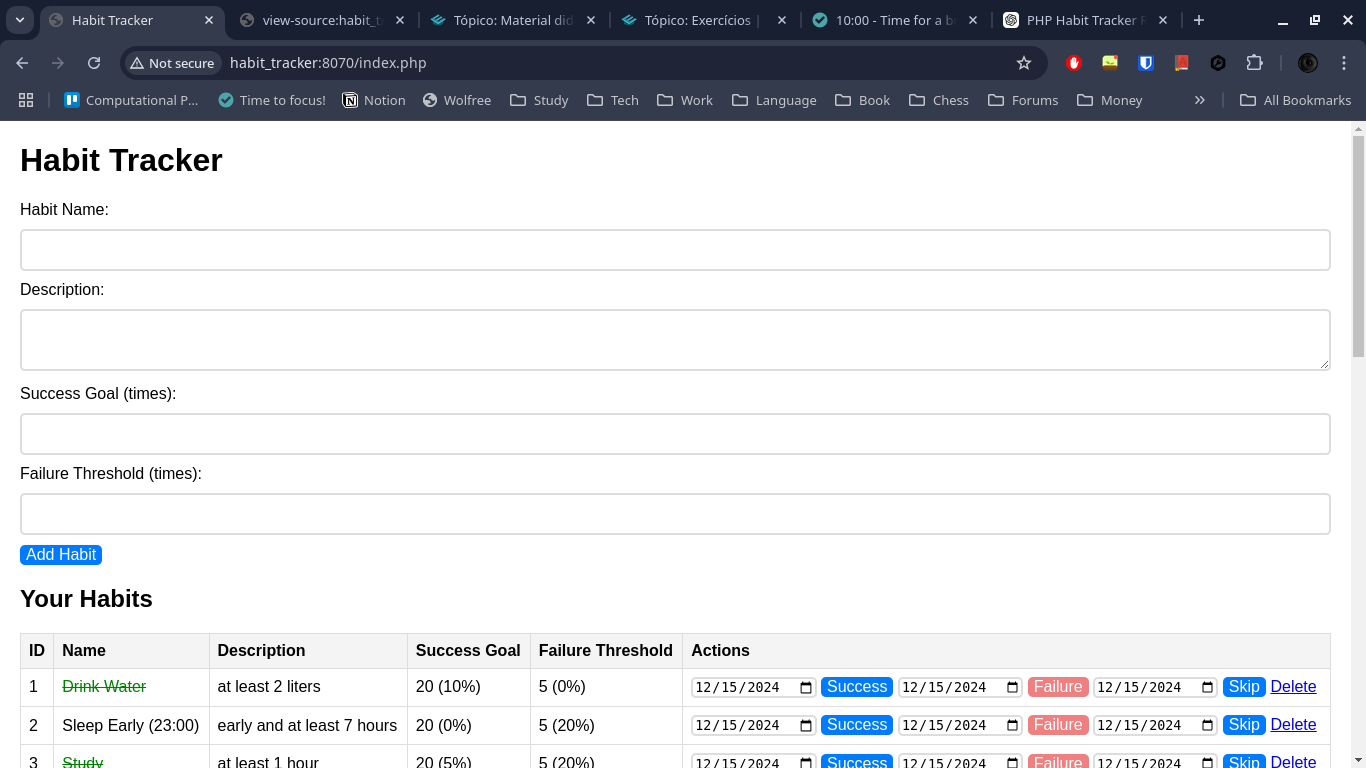 Habit Tracker view-source:habit_t Tópico: Material did Tópico: Exercícios | 10:00 - Time for a b PHP Habit Tracker R
Not secure habit_tracker:8070/index.php
Computational P... Time to focus! Notion Wolfree Study Tech Work Language Book Chess Forums Money All Bookmarks
Habit Tracker
Habit Name:
Description:
Success Goal (times):
Failure Threshold (times):
Add Habit
Your Habits
ID Name Description Success Goal Failure Threshold Actions
1 Drink Water at least 2 liters 20 (10%) 5 (0%) 12/15/2024 Success 12/15/2024 Failure 12/15/2024 Skip Delete
2 Sleep Early (23:00) early and at least 7 hours 20 (0%) 5 (20%) 12/15/2024 Success 12/15/2024 Failure 12/15/2024 Skip Delete
3 Study at least 1 hour 20 (5%) 5 (20%) 12/15/2024 Success 12/15/2024 Failure 12/15/2024 Skip Delete